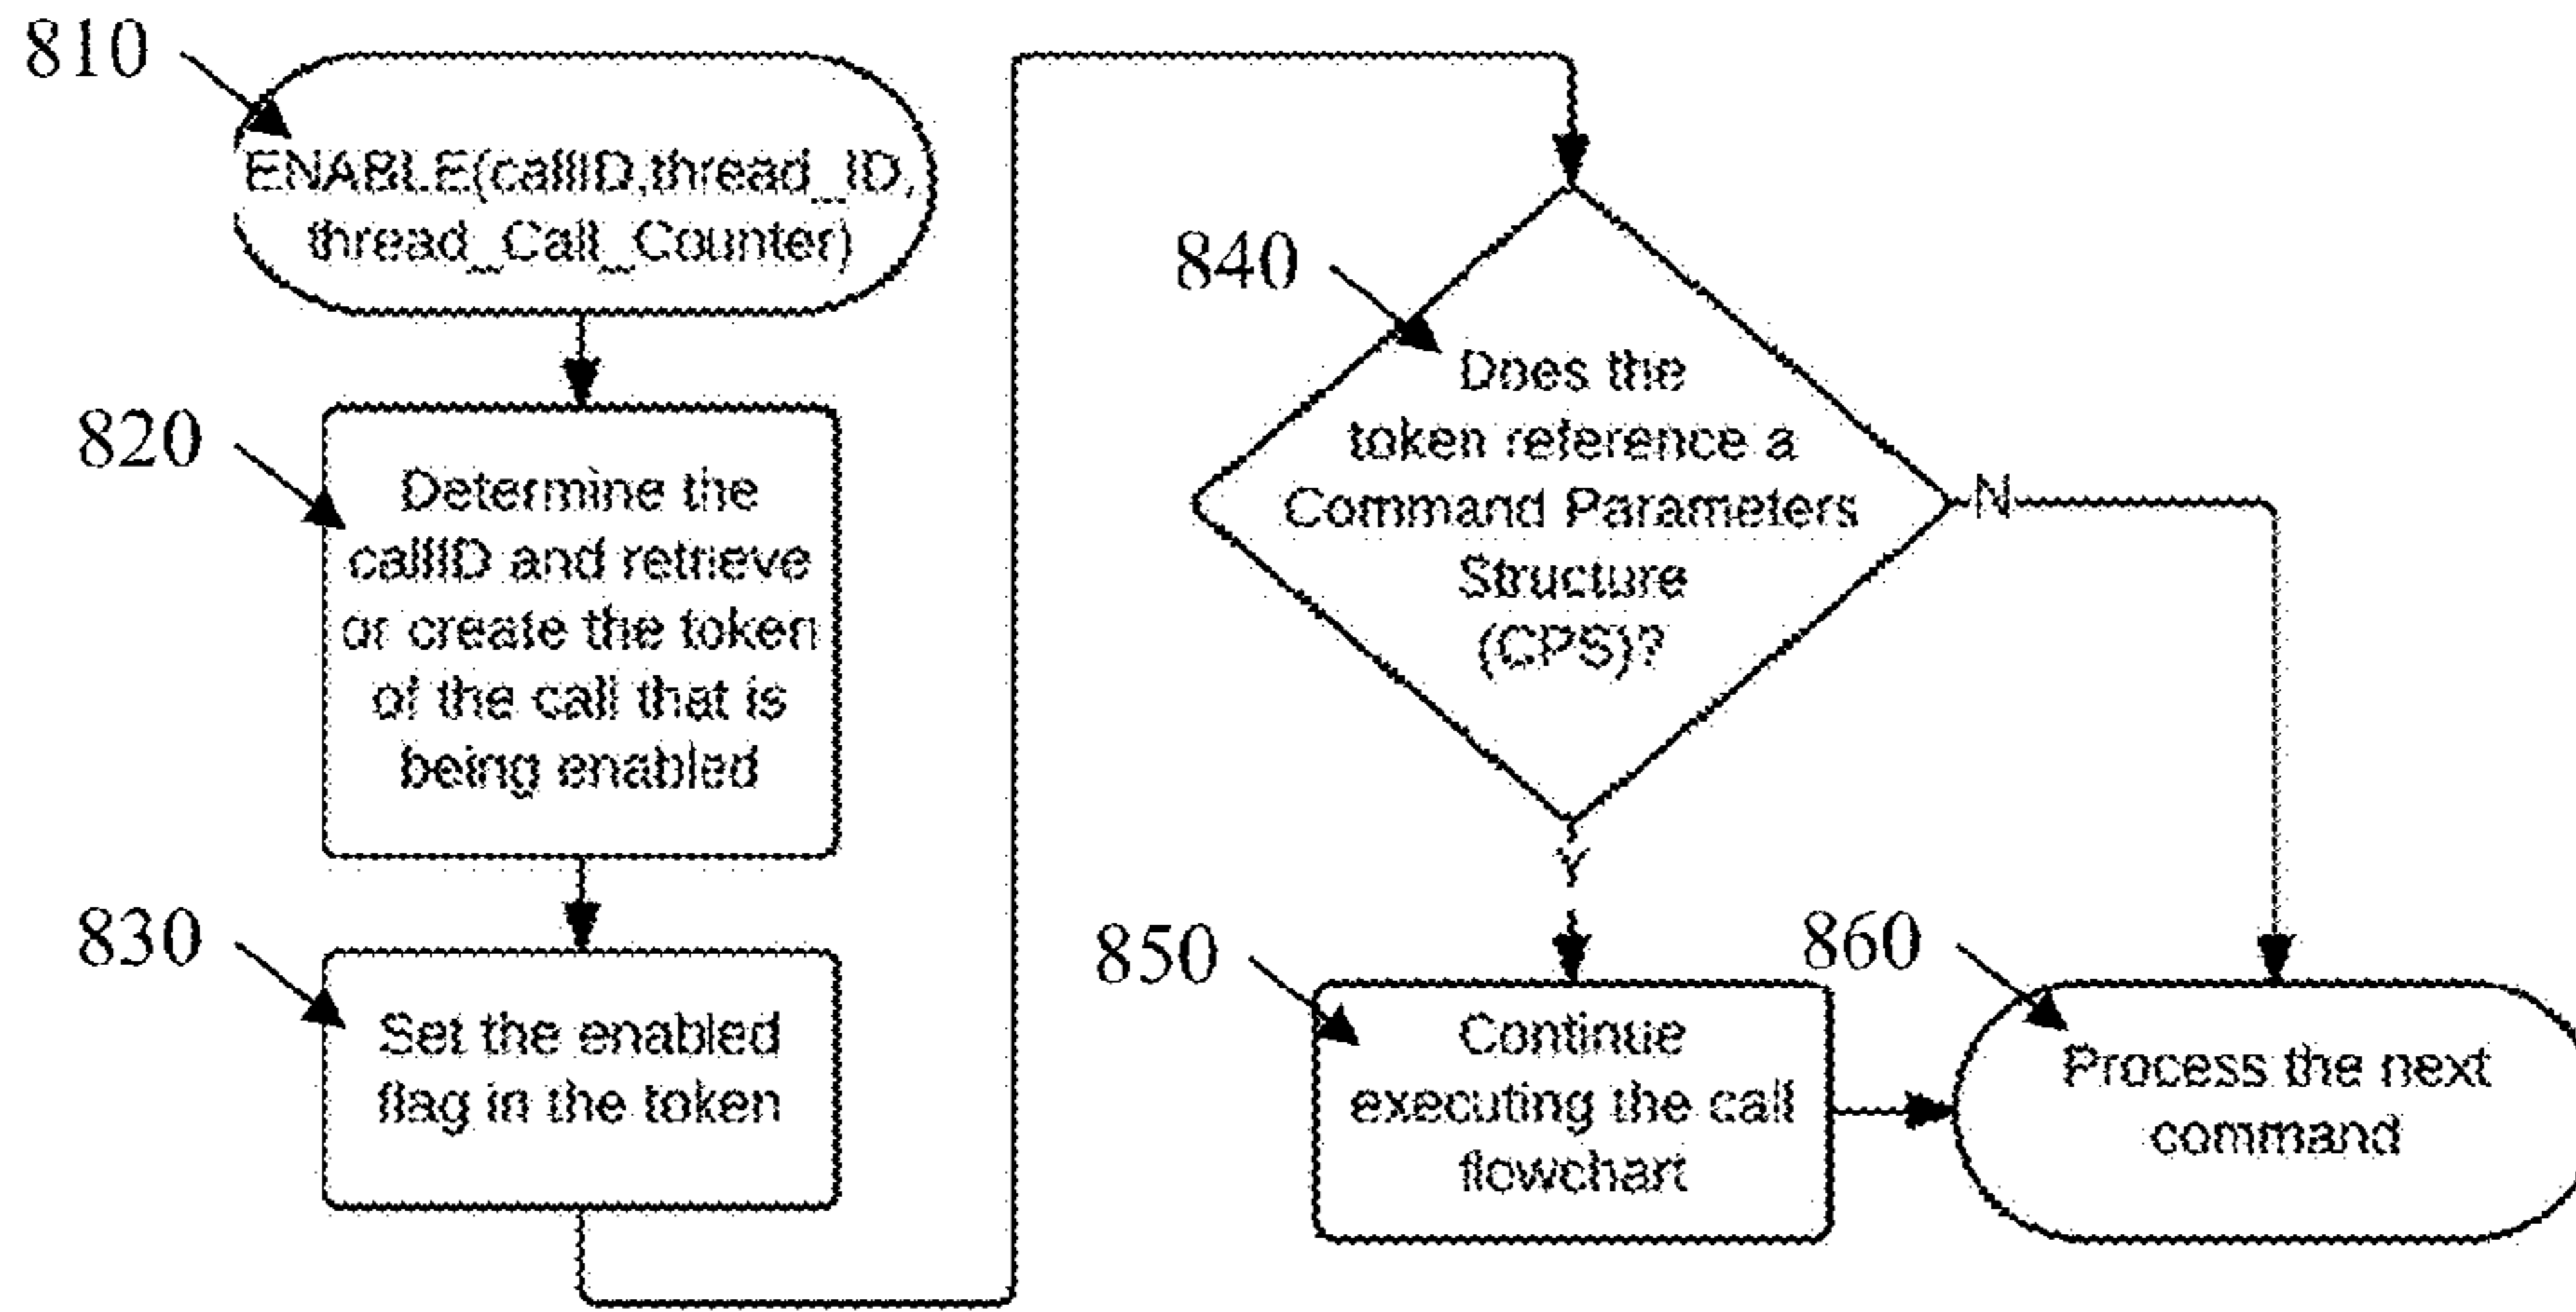 810
ENABLE(callID,thread_ID,
thread_Call_Counter)
820
Determine the
callID and retrieve
or create the token
of the call that is
being enabled
830
Set the enabled
flag in the token
840
Does the
token reference a
Command Parameters
Structure
(CPS)?
N
Y
850
Continue
executing the call
flowchart
860
Process the next
command